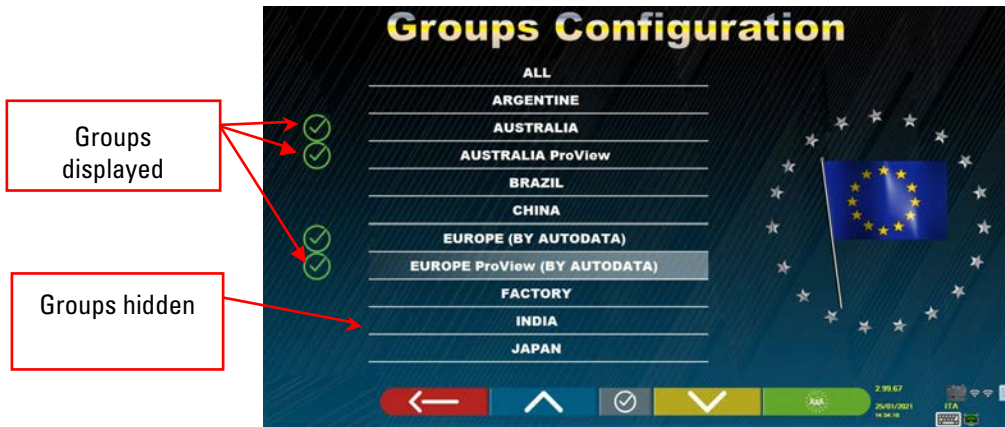 Groups Configuration
ALL
ARGENTINE
AUSTRALIA
AUSTRALIA ProView
BRAZIL
CHINA
EUROPE (BY AUTODATA)
EUROPE ProView (BY AUTODATA)
FACTORY
INDIA
JAPAN
Groups
displayed
Groups hidden
2.99.67
25/01/2021
ITA